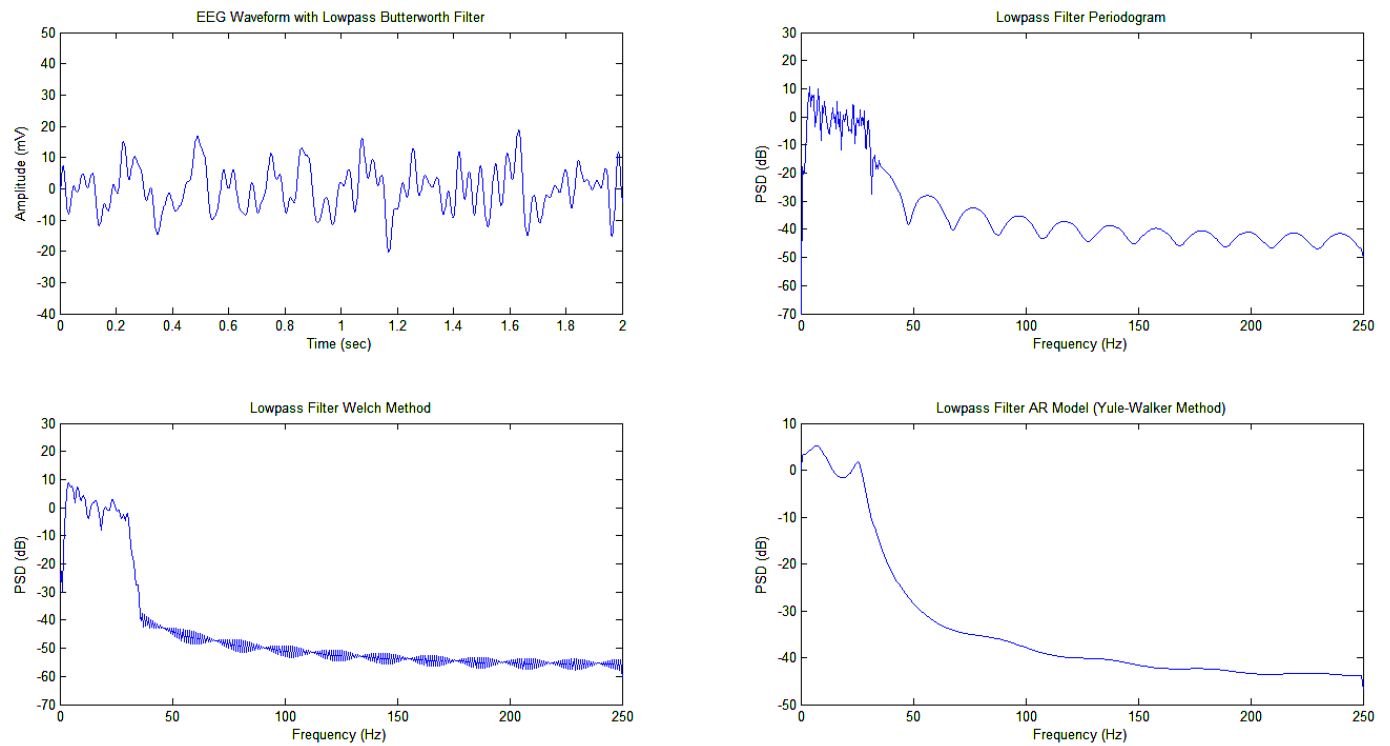 EEG Waveform with Lowpass Butterworth Filter
50
40
30
20
10
0
-10
-20
-30
-40
Amplitude (mV)
0 0.2 0.4 0.6 0.8 1 1.2 1.4 1.6 1.8 2
Time (sec)
Lowpass Filter Periodogram
30
20
10
0
-10
-20
-30
-40
-50
-60
-70
PSD (dB)
0 50 100 150 200 250
Frequency (Hz)
Lowpass Filter Welch Method
30
20
10
0
-10
-20
-30
-40
-50
-60
-70
PSD (dB)
0 50 100 150 200 250
Frequency (Hz)
Lowpass Filter AR Model (Yule-Walker Method)
10
0
-10
-20
-30
-40
-50
PSD (dB)
0 50 100 150 200 250
Frequency (Hz)